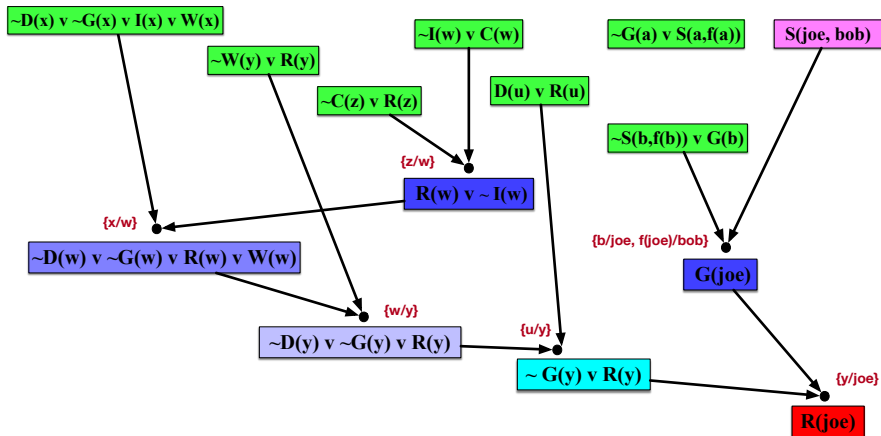 ~D(x) v ~G(x) v I(x) v W(x)
~I(w) v C(w)
~G(a) v S(a,f(a))
S(joe, bob)
~W(y) v R(y)
~C(z) v R(z)
D(u) v R(u)
~S(b,f(b)) v G(b)
{z/w}
R(w) v ~ I(w)
{x/w}
{b/joe, f(joe)/bob}
~D(w) v ~G(w) v R(w) v W(w)
G(joe)
{w/y}
{u/y}
~D(y) v ~G(y) v R(y)
~ G(y) v R(y)
{y/joe}
R(joe)